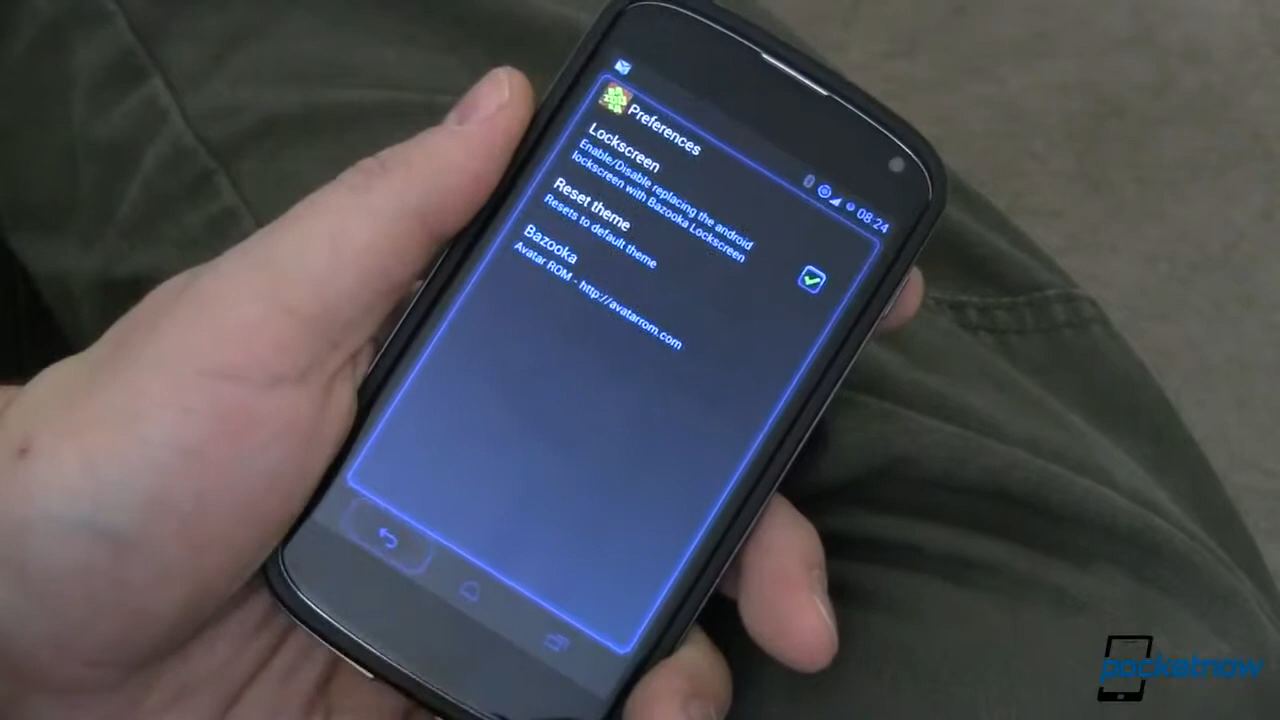 08:24
Preferences
Lockscreen
Enable/Disable replacing the android
lockscreen with Bazooka Lockscreen
Reset theme
Resets to default theme
Bazooka
Avatar ROM - http://avatarrom.com
pocketnow